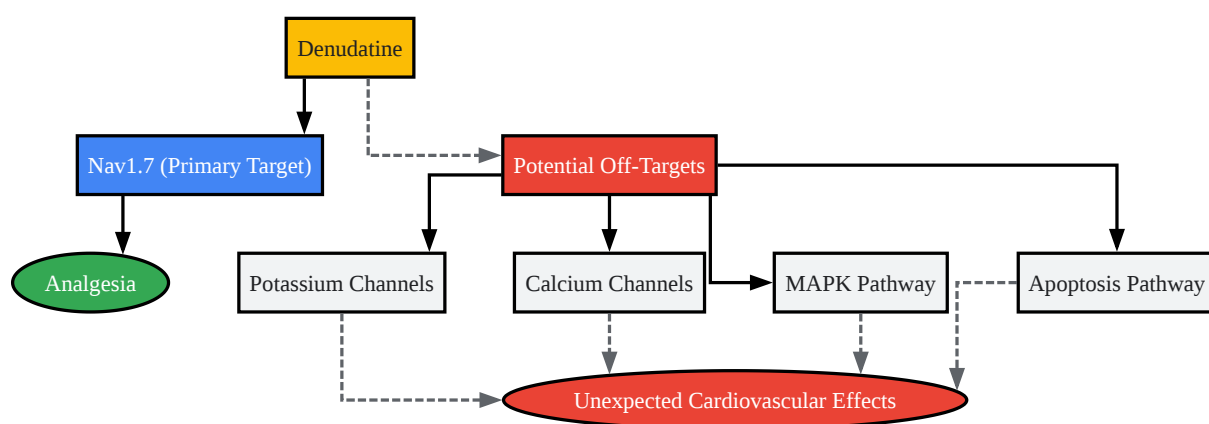 Denudatine
Nav1.7 (Primary Target)
Potential Off-Targets
Analgesia
Potassium Channels
Calcium Channels
MAPK Pathway
Apoptosis Pathway
Unexpected Cardiovascular Effects